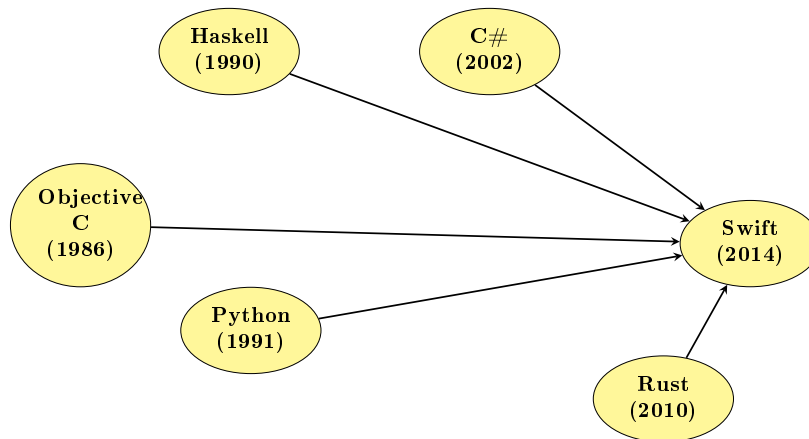 Haskell
(1990)
C#
(2002)
Objective
C
(1986)
Swift
(2014)
Python
(1991)
Rust
(2010)